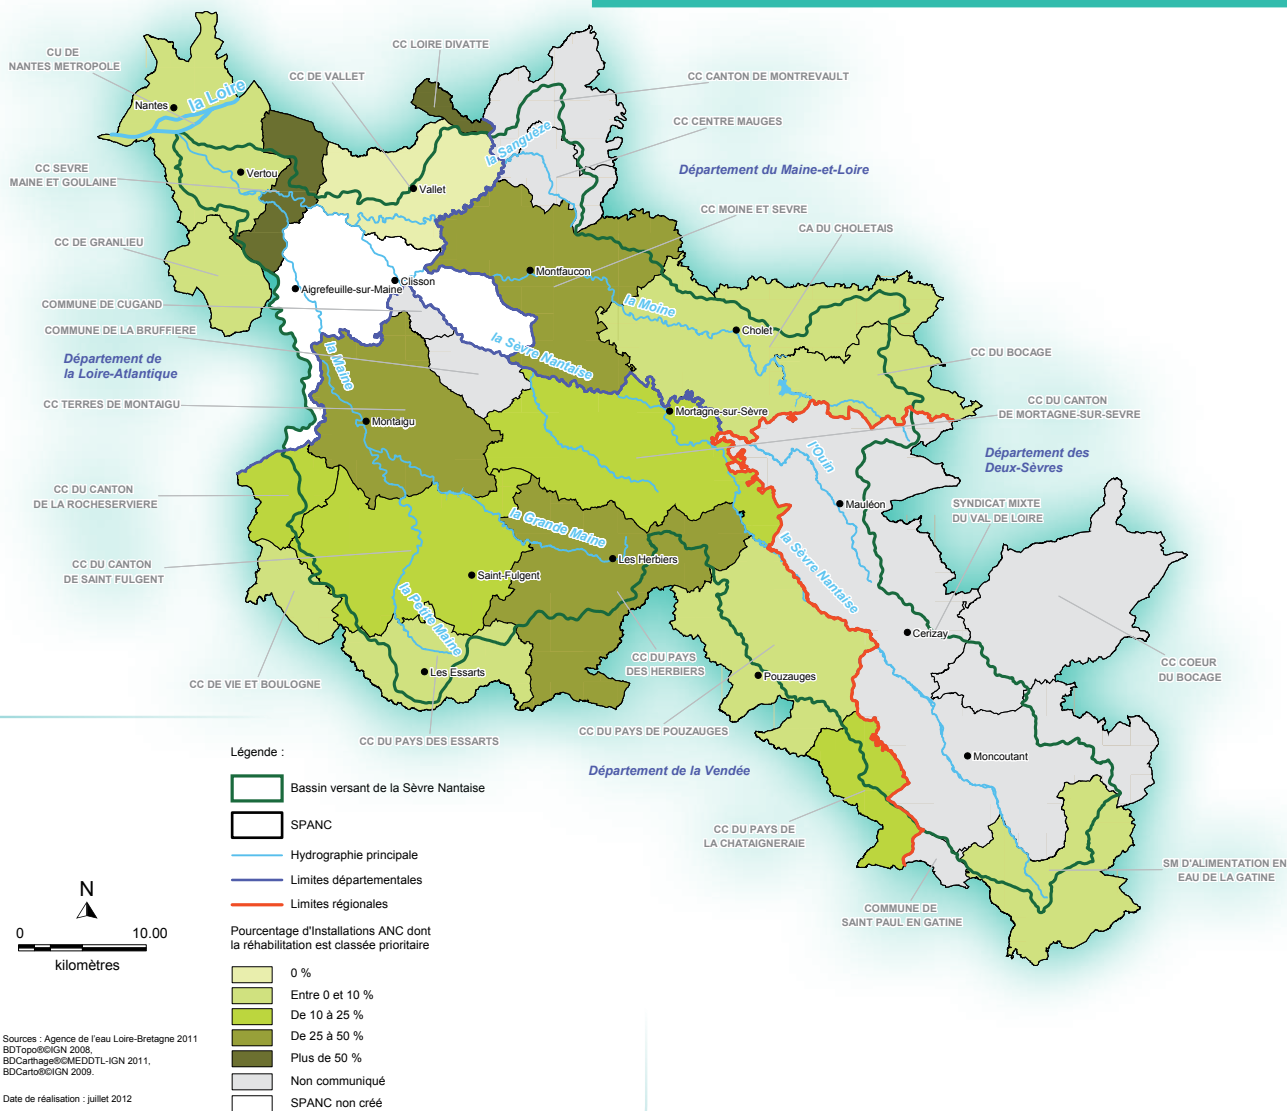 CU DE
NANTES METROPOLE
CC LOIRE DIVATTE
CC DE VALLET
CC CANTON DE MONTREVAULT
Nantes
la Loire
CC CENTRE MAUGES
la Sanguèze
CC SEVRE
MAINE ET GOULAINE
Vertou
Vallet
Département du Maine-et-Loire
CC MOINE ET SEVRE
CA DU CHOLETAIS
CC DE GRANLIEU
Montfaucon
Clisson
Aigrefeuille-sur-Maine
COMMUNE DE CUGAND
la Moine
COMMUNE DE LA BRUFFIERE
Cholet
la Sèvre Nantaise
la Maine
Département de
la Loire-Atlantique
CC DU BOCAGE
CC TERRES DE MONTAIGU
CC DU CANTON
DE MORTAGNE-SUR-SEVRE
Mortagne-sur-Sèvre
Montaigu
Département des
Deux-Sèvres
l'Ouin
CC DU CANTON
DE LA ROCHESERVIERE
Mauléon
SYNDICAT MIXTE
DU VAL DE LOIRE
la Grande Maine
la Sèvre Nantaise
Les Herbiers
CC DU CANTON
DE SAINT FULGENT
Saint-Fulgent
la Petite Maine
Cerizay
CC DU PAYS
DES HERBIERS
CC COEUR
DU BOCAGE
Les Essarts
Pouzauges
CC DE VIE ET BOULOGNE
CC DU PAYS DES ESSARTS
CC DU PAYS DE POUZAUGES
Moncoutant
Département de la Vendée
CC DU PAYS DE
LA CHATAIGNERAIE
SM D'ALIMENTATION EN
EAU DE LA GATINE
COMMUNE DE
SAINT PAUL EN GATINE
Légende :
Bassin versant de la Sèvre Nantaise
SPANC
Hydrographie principale
Limites départementales
Limites régionales
Pourcentage d'Installations ANC dont
la réhabilitation est classée prioritaire
0 %
Entre 0 et 10 %
De 10 à 25 %
De 25 à 50 %
Plus de 50 %
Non communiqué
SPANC non créé
N
0 10.00
kilomètres
Sources : Agence de l'eau Loire-Bretagne 2011
BDTopo®©IGN 2008,
BDCarthage®©MEDDTL-IGN 2011,
BDCarto®©IGN 2009.
Date de réalisation : juillet 2012